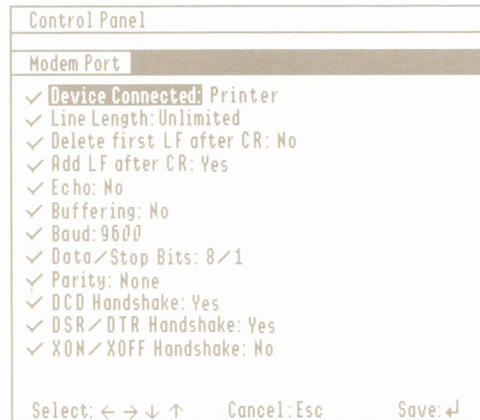 Control Panel
Modem Port
✓ Device Connected: Printer
✓ Line Length: Unlimited
✓ Delete first LF after CR: No
✓ Add LF after CR: Yes
✓ Echo: No
✓ Buffering: No
✓ Baud: 9600
✓ Data/Stop Bits: 8/1
✓ Parity: None
✓ DCD Handshake: Yes
✓ DSR/DTR Handshake: Yes
✓ XON/XOFF Handshake: No
Select: ← → ↓ ↑ Cancel: Esc Save: ↵